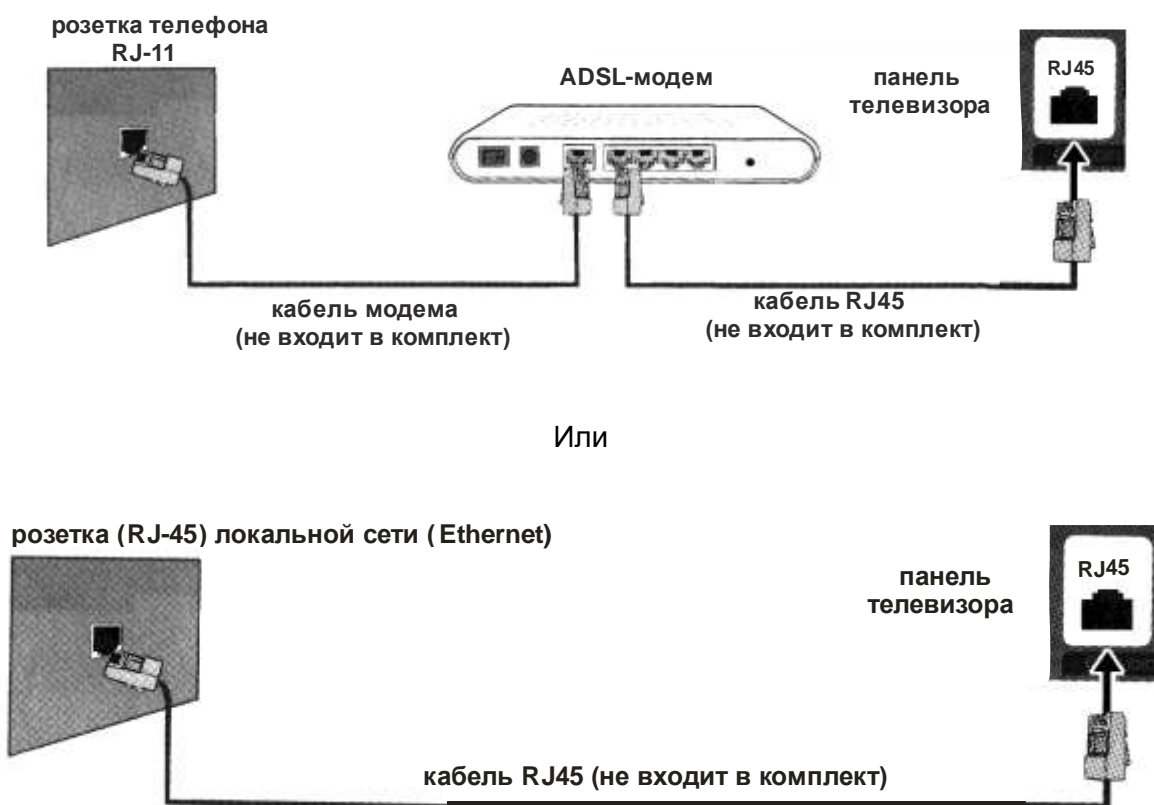 розетка телефона
RJ-11
ADSL-модем
панель
телевизора
RJ45
кабель модема
(не входит в комплект)
кабель RJ45
(не входит в комплект)
Или
розетка (RJ-45) локальной сети (Ethernet)
панель
телевизора
RJ45
кабель RJ45 (не входит в комплект)